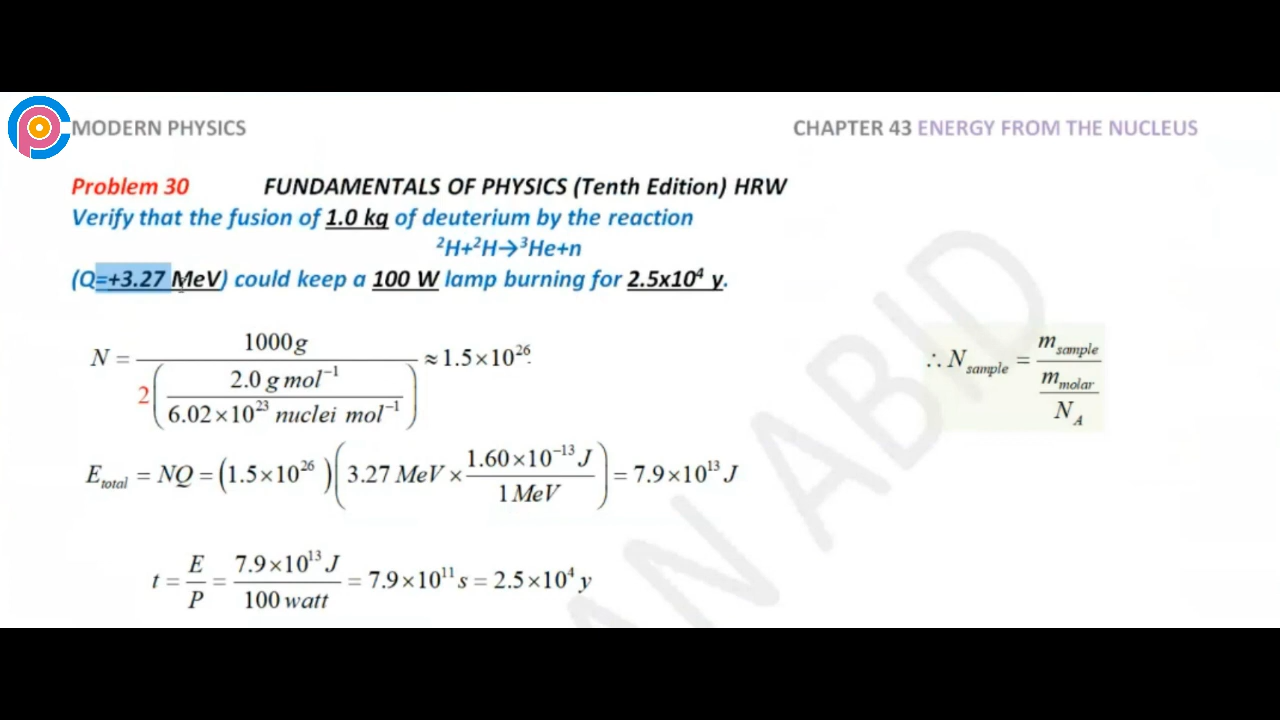 MODERN PHYSICS
CHAPTER 43 ENERGY FROM THE NUCLEUS
Problem 30 FUNDAMENTALS OF PHYSICS (Tenth Edition) HRW
Verify that the fusion of 1.0 kg of deuterium by the reaction
²H+²H→³He+n
(Q=+3.27 MeV) could keep a 100 W lamp burning for 2.5x10⁴ y.
N = 1000g / 2(2.0 g mol⁻¹ / 6.02×10²³ nuclei mol⁻¹) ≈ 1.5×10²⁶.
∴ N_sample = m_sample / (m_molar / N_A)
E_total = NQ = (1.5×10²⁶)(3.27 MeV × 1.60×10⁻¹³ J / 1 MeV) = 7.9×10¹³ J
t = E / P = 7.9×10¹³ J / 100 watt = 7.9×10¹¹ s = 2.5×10⁴ y
AN ABID